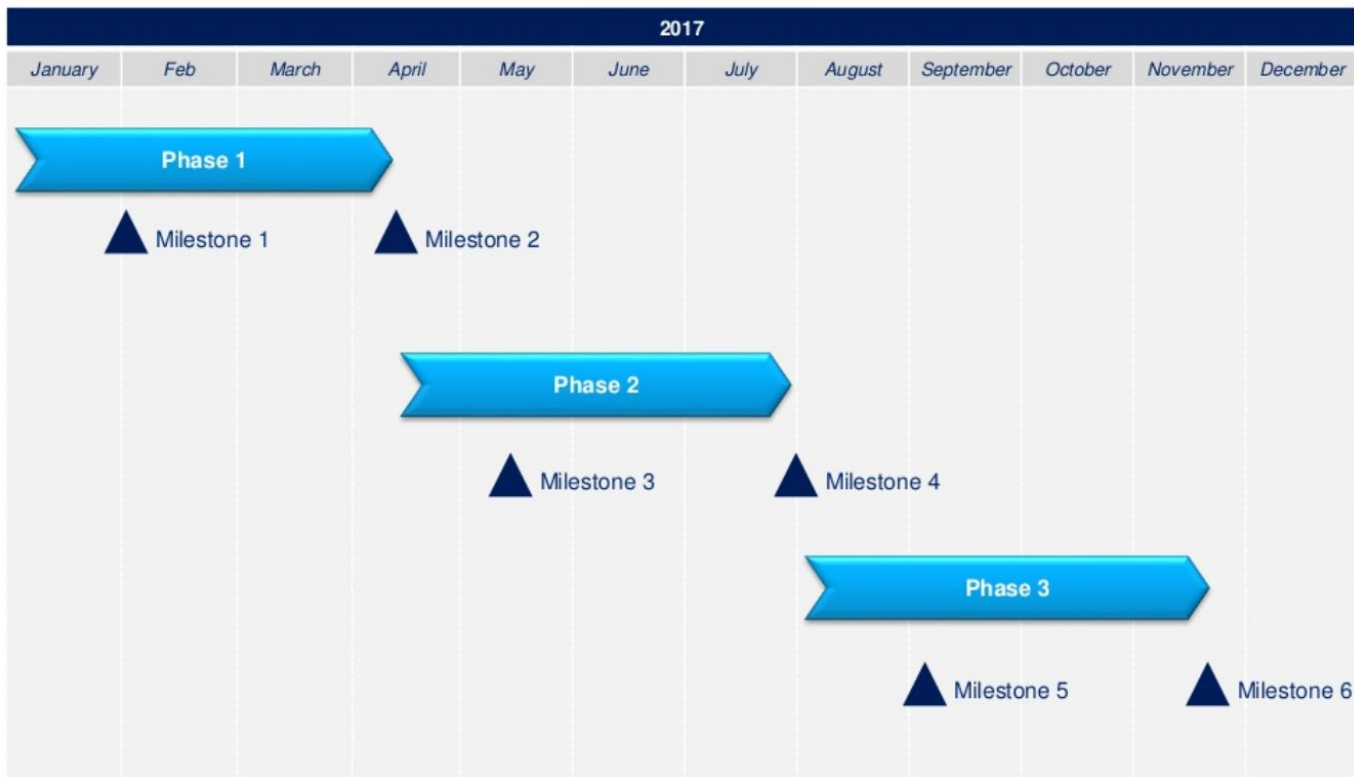 2017
January Feb March April May June July August September October November December
Phase 1
Milestone 1 Milestone 2
Phase 2
Milestone 3 Milestone 4
Phase 3
Milestone 5 Milestone 6